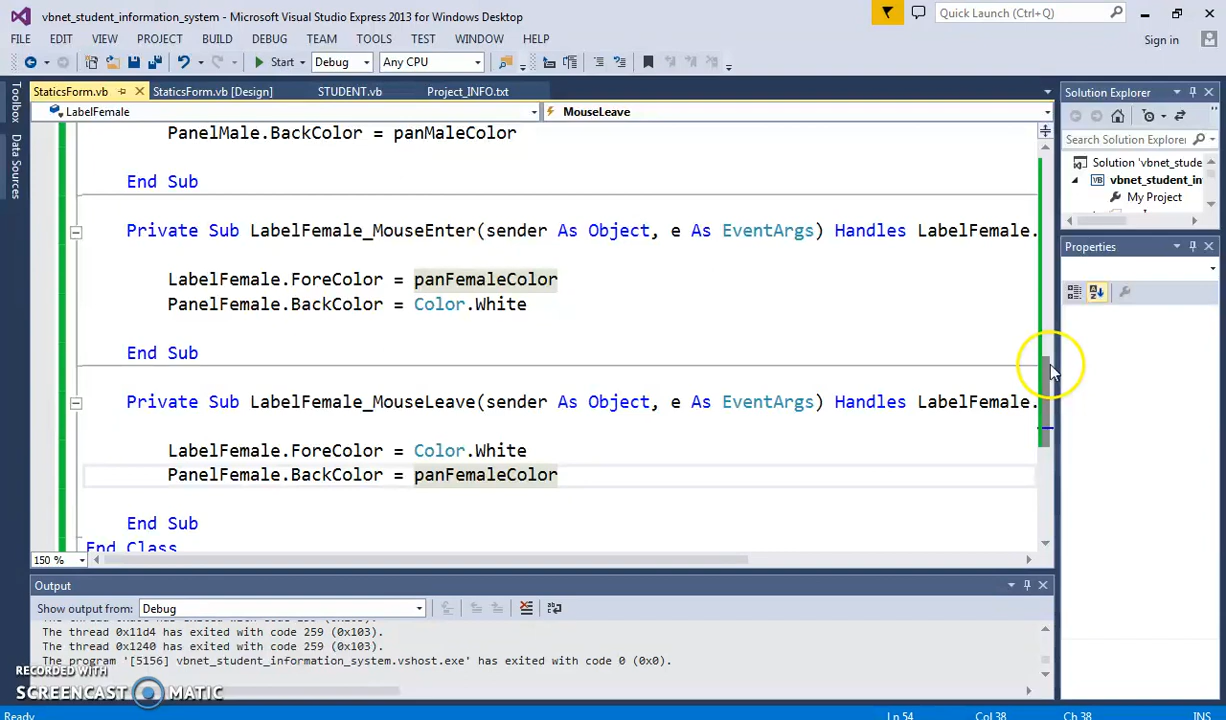 vbnet_student_information_system - Microsoft Visual Studio Express 2013 for Windows Desktop
Quick Launch (Ctrl+Q)
FILE EDIT VIEW PROJECT BUILD DEBUG TEAM TOOLS TEST WINDOW HELP
Sign in
Start Debug Any CPU
StaticsForm.vb StaticsForm.vb [Design] STUDENT.vb Project_INFO.txt
LabelFemale MouseLeave
Toolbox
Data Sources
PanelMale.BackColor = panMaleColor
End Sub
Private Sub LabelFemale_MouseEnter(sender As Object, e As EventArgs) Handles LabelFemale.
LabelFemale.ForeColor = panFemaleColor
PanelFemale.BackColor = Color.White
End Sub
Private Sub LabelFemale_MouseLeave(sender As Object, e As EventArgs) Handles LabelFemale.
LabelFemale.ForeColor = Color.White
PanelFemale.BackColor = panFemaleColor
End Sub
End Class
150 %
Solution Explorer
Search Solution Explorer
Solution 'vbnet_stude
vbnet_student_in
My Project
Properties
Output
Show output from: Debug
The thread 0x11d4 has exited with code 259 (0x103).
The thread 0x1240 has exited with code 259 (0x103).
The program '[5156] vbnet_student_information_system.vshost.exe' has exited with code 0 (0x0).
RECORDED WITH
SCREENCAST MATIC
Ready Ln 54 Col 38 Ch 38 INS